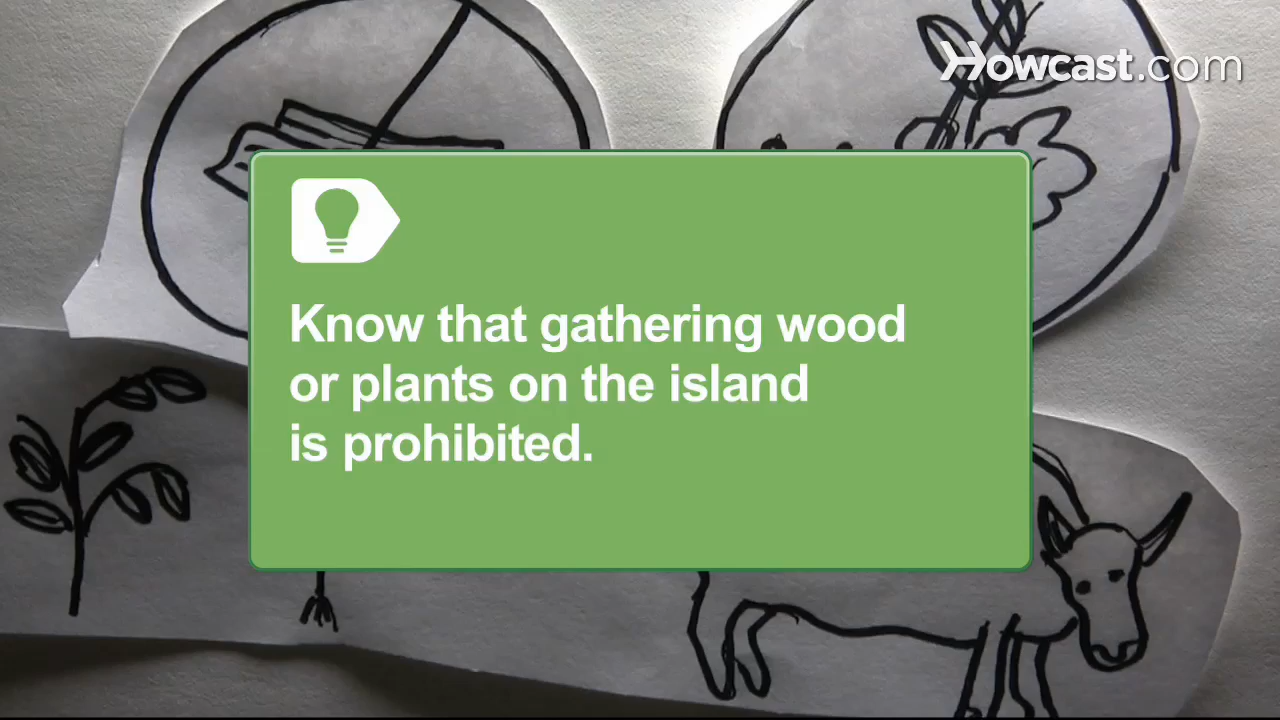 Howcast.com
Know that gathering wood
or plants on the island
is prohibited.